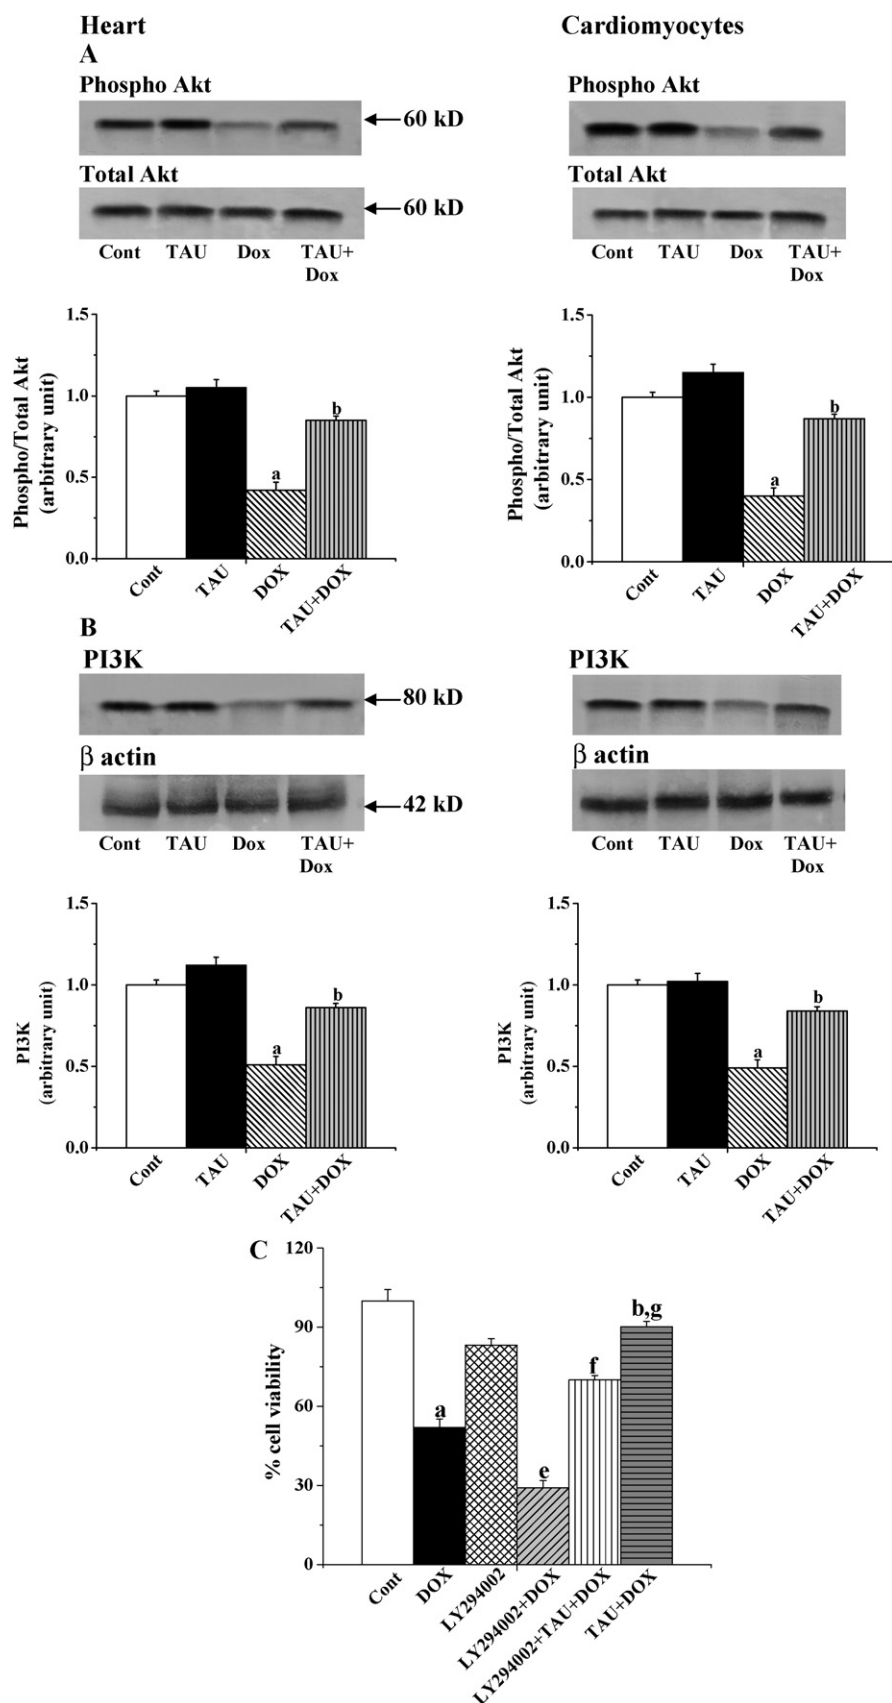 Heart
Cardiomyocytes
A
Phospho Akt
60 kD
Phospho Akt
Total Akt
60 kD
Total Akt
Cont TAU Dox TAU+
Dox
Cont TAU Dox TAU+
Dox
Phospho/Total Akt
(arbitrary unit)
1.5
1.0
0.5
0.0
a
b
Cont
TAU
DOX
TAU+DOX
Phospho/Total Akt
(arbitrary unit)
1.5
1.0
0.5
0.0
a
b
Cont
TAU
DOX
TAU+DOX
B
PI3K
80 kD
PI3K
β actin
42 kD
β actin
Cont TAU Dox TAU+
Dox
Cont TAU Dox TAU+
Dox
PI3K
(arbitrary unit)
1.5
1.0
0.5
0.0
a
b
Cont
TAU
DOX
TAU+DOX
PI3K
(arbitrary unit)
1.5
1.0
0.5
0.0
a
b
Cont
TAU
DOX
TAU+DOX
C
% cell viability
120
90
60
30
0
a
e
f
b,g
Cont
DOX
LY294002
LY294002+DOX
LY294002+TAU+DOX
TAU+DOX